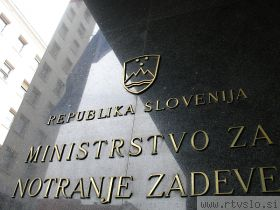 REPUBLIKA SLOVENIJA
MINISTRSTVO ZA
NOTRANJE ZADEVE
www.rtvslo.si